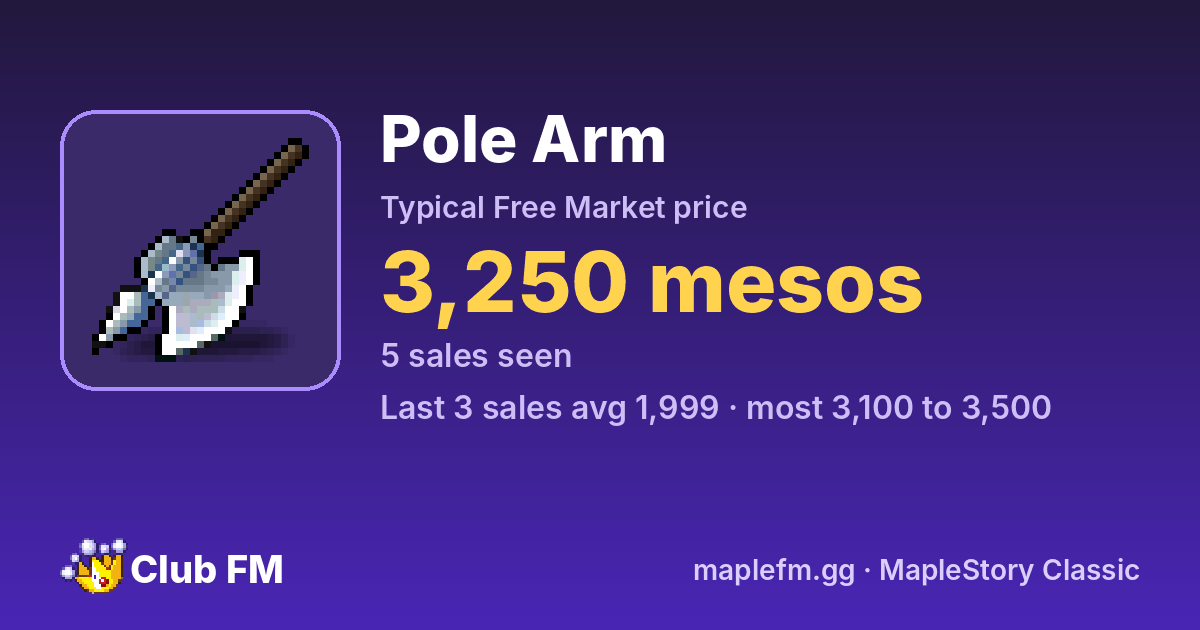 Pole Arm
Typical Free Market price
3,250 mesos
5 sales seen
Last 3 sales avg 1,999 · most 3,100 to 3,500
Club FM
maplefm.gg · MapleStory Classic